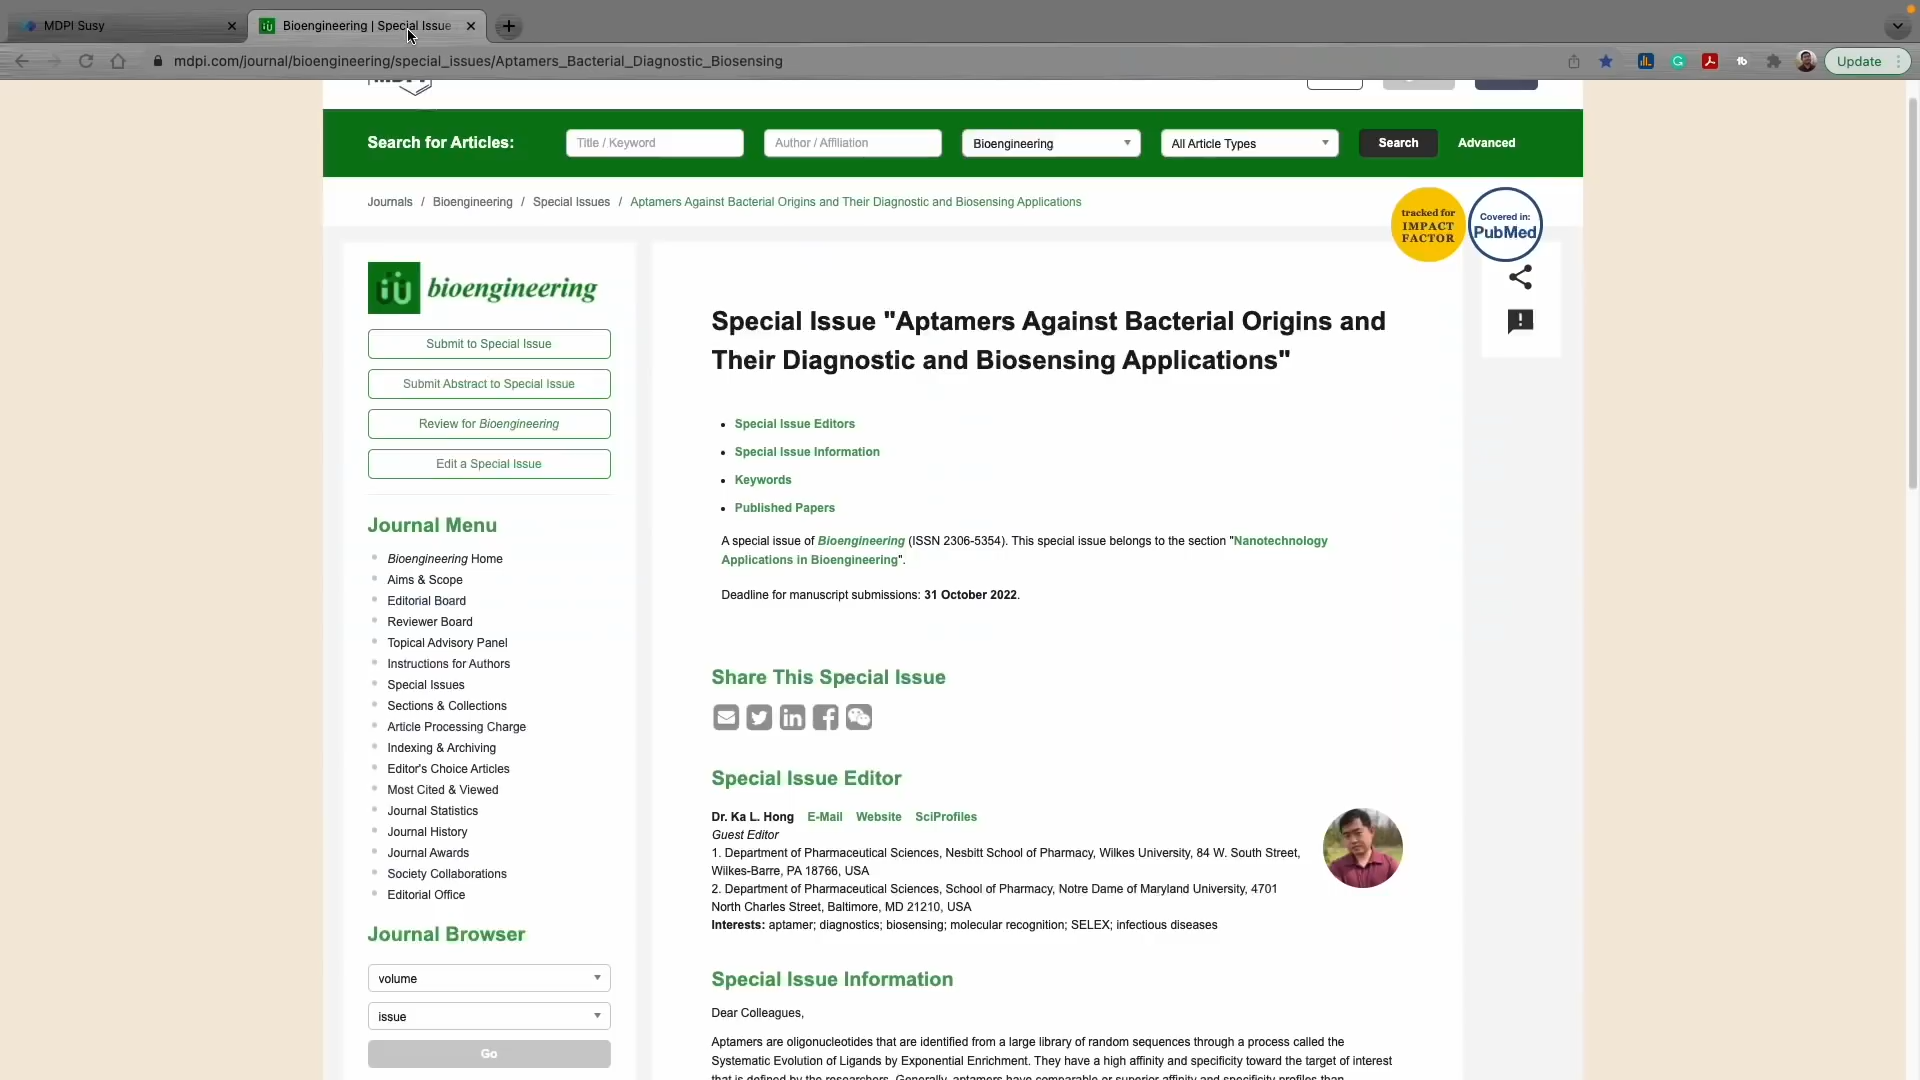 MDPI Susy
Bioengineering | Special Issue
mdpi.com/journal/bioengineering/special_issues/Aptamers_Bacterial_Diagnostic_Biosensing
Update
Search for Articles:
Title / Keyword
Author / Affiliation
Bioengineering
All Article Types
Search
Advanced
Journals / Bioengineering / Special Issues / Aptamers Against Bacterial Origins and Their Diagnostic and Biosensing Applications
tracked for
IMPACT
FACTOR
Covered in:
PubMed
bioengineering
Submit to Special Issue
Submit Abstract to Special Issue
Review for Bioengineering
Edit a Special Issue
Journal Menu
Bioengineering Home
Aims & Scope
Editorial Board
Reviewer Board
Topical Advisory Panel
Instructions for Authors
Special Issues
Sections & Collections
Article Processing Charge
Indexing & Archiving
Editor's Choice Articles
Most Cited & Viewed
Journal Statistics
Journal History
Journal Awards
Society Collaborations
Editorial Office
Journal Browser
volume
issue
Go
Special Issue "Aptamers Against Bacterial Origins and
Their Diagnostic and Biosensing Applications"
Special Issue Editors
Special Issue Information
Keywords
Published Papers
A special issue of Bioengineering (ISSN 2306-5354). This special issue belongs to the section "Nanotechnology
Applications in Bioengineering".
Deadline for manuscript submissions: 31 October 2022.
Share This Special Issue
Special Issue Editor
Dr. Ka L. Hong E-Mail Website SciProfiles
Guest Editor
1. Department of Pharmaceutical Sciences, Nesbitt School of Pharmacy, Wilkes University, 84 W. South Street,
Wilkes-Barre, PA 18766, USA
2. Department of Pharmaceutical Sciences, School of Pharmacy, Notre Dame of Maryland University, 4701
North Charles Street, Baltimore, MD 21210, USA
Interests: aptamer; diagnostics; biosensing; molecular recognition; SELEX; infectious diseases
Special Issue Information
Dear Colleagues,
Aptamers are oligonucleotides that are identified from a large library of random sequences through a process called the
Systematic Evolution of Ligands by Exponential Enrichment. They have a high affinity and specificity toward the target of interest
that is defined by the researchers. Generally, aptamers have comparable or superior affinity and specificity profiles than